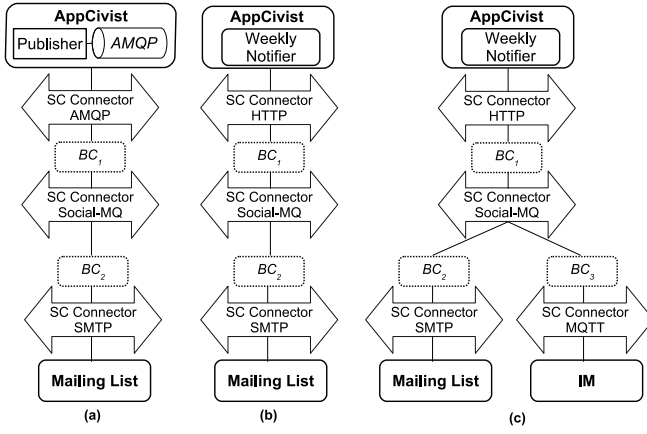 AppCivist
Publisher
AMQP
SC Connector
AMQP
BC1
SC Connector
Social-MQ
BC2
SC Connector
SMTP
Mailing List
(a)
AppCivist
Weekly
Notifier
SC Connector
HTTP
BC1
SC Connector
Social-MQ
BC2
SC Connector
SMTP
Mailing List
(b)
AppCivist
Weekly
Notifier
SC Connector
HTTP
BC1
SC Connector
Social-MQ
BC2
SC Connector
SMTP
Mailing List
BC3
SC Connector
MQTT
IM
(c)